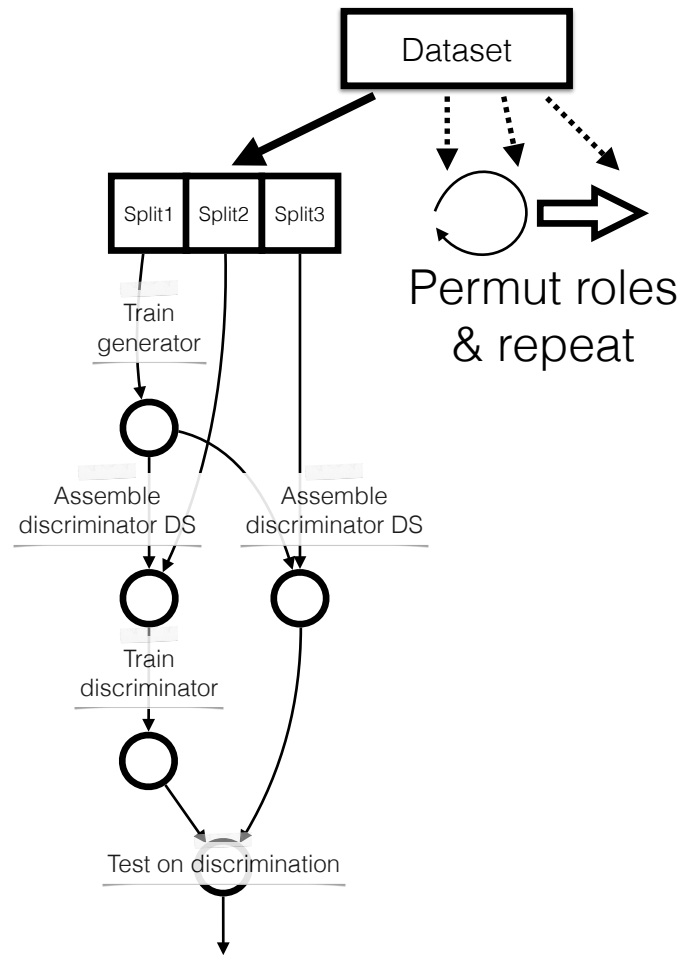 Dataset
Split1 Split2 Split3
Permut roles
& repeat
Train
generator
Assemble
discriminator DS
Assemble
discriminator DS
Train
discriminator
Test on discrimination